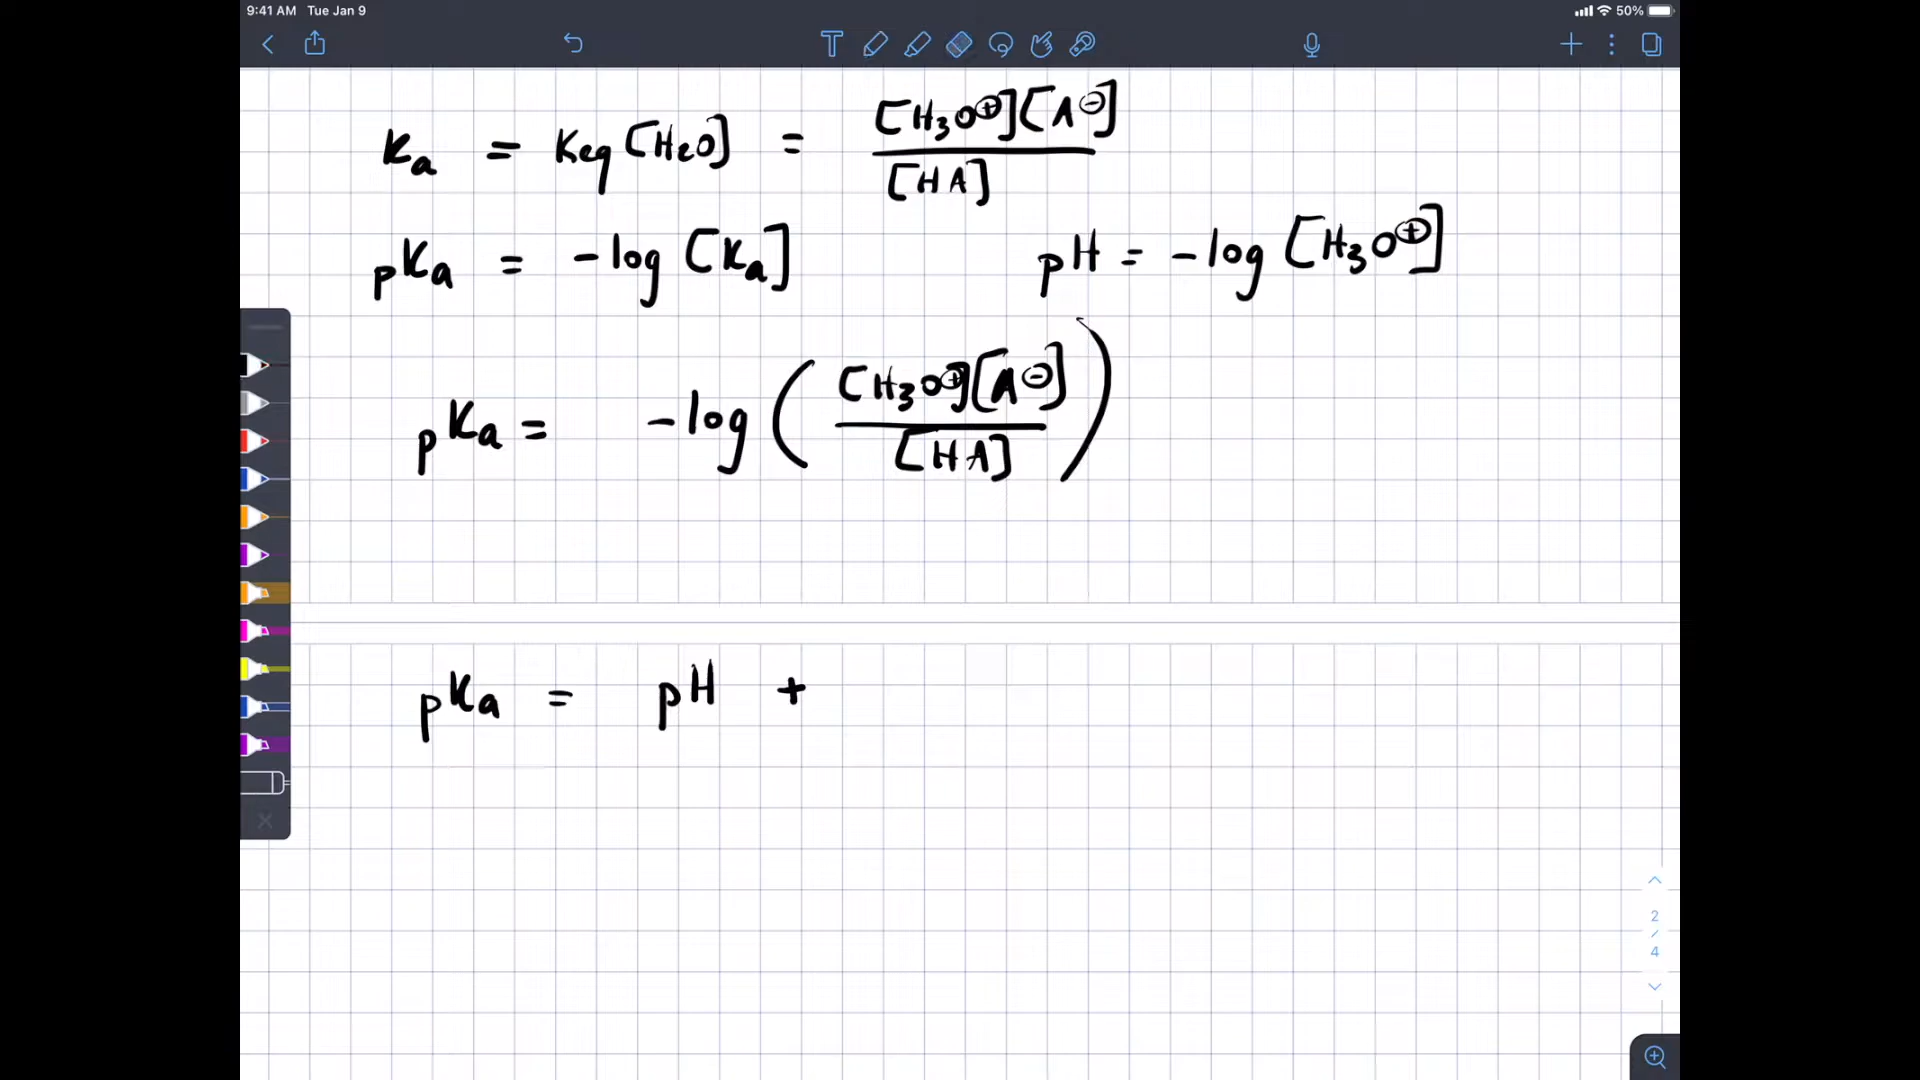 9:41 AM Tue Jan 9 50%
Ka = Keq [H2O] = [H3O⊕][A⊖] / [HA]
pKa = -log [Ka] pH = -log [H3O⊕]
pKa = -log ( [H3O⊕][A⊖] / [HA] )
pKa = pH +
2
/
4